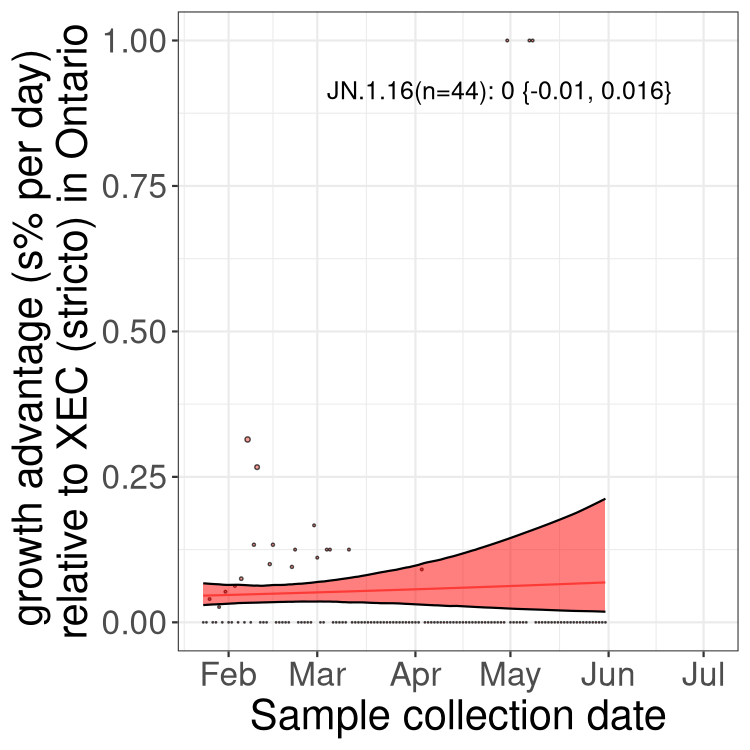 growth advantage (s% per day)
relative to XEC (stricto) in Ontario
1.00
JN.1.16(n=44): 0 {-0.01, 0.016}
0.75
0.50
0.25
0.00
Feb Mar Apr May Jun Jul
Sample collection date